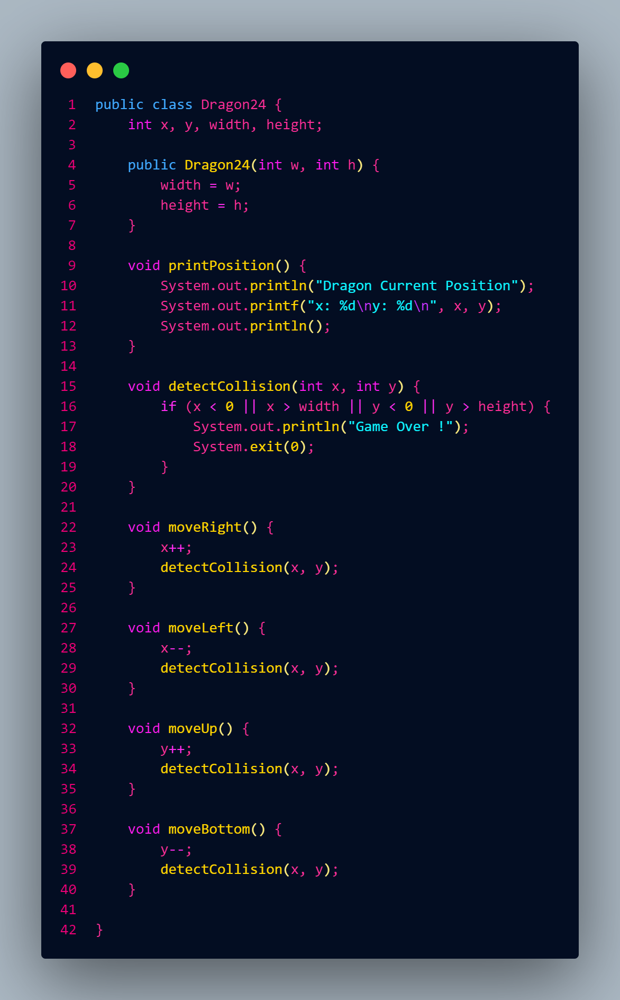 1 public class Dragon24 {
2     int x, y, width, height;
3
4     public Dragon24(int w, int h) {
5         width = w;
6         height = h;
7     }
8
9     void printPosition() {
10         System.out.println("Dragon Current Position");
11         System.out.printf("x: %d\ny: %d\n", x, y);
12         System.out.println();
13     }
14
15     void detectCollision(int x, int y) {
16         if (x < 0 || x > width || y < 0 || y > height) {
17             System.out.println("Game Over !");
18             System.exit(0);
19         }
20     }
21
22     void moveRight() {
23         x++;
24         detectCollision(x, y);
25     }
26
27     void moveLeft() {
28         x--;
29         detectCollision(x, y);
30     }
31
32     void moveUp() {
33         y++;
34         detectCollision(x, y);
35     }
36
37     void moveBottom() {
38         y--;
39         detectCollision(x, y);
40     }
41
42 }